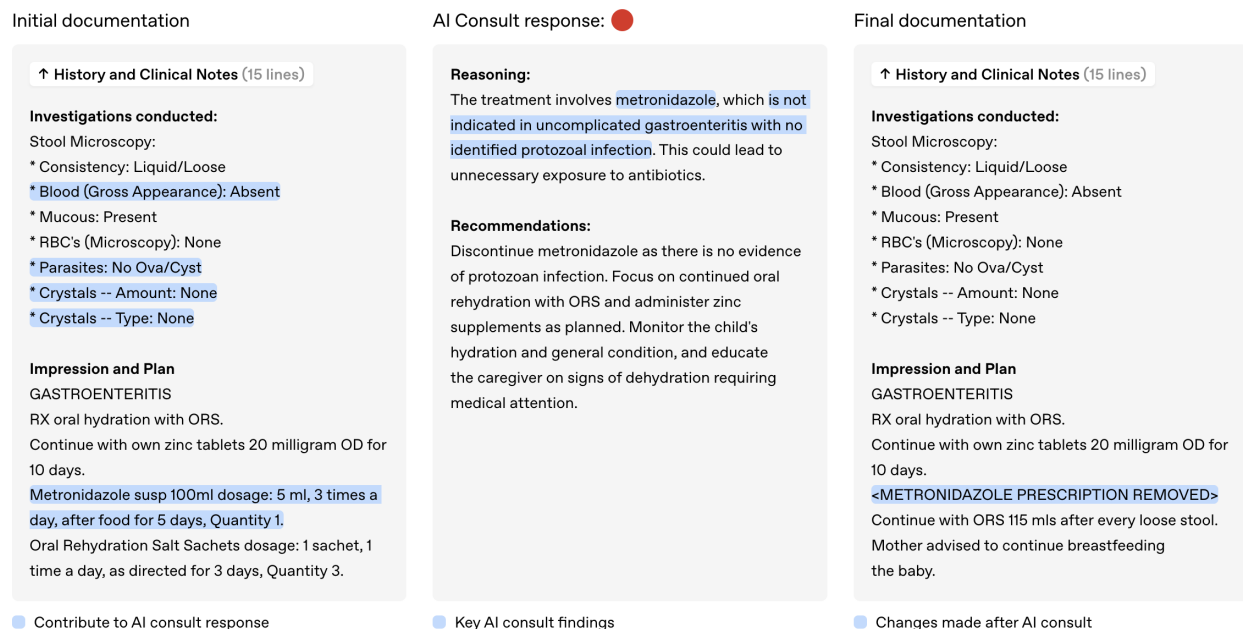 Initial documentation
↑ History and Clinical Notes (15 lines)
Investigations conducted:
Stool Microscopy:
* Consistency: Liquid/Loose
* Blood (Gross Appearance): Absent
* Mucous: Present
* RBC's (Microscopy): None
* Parasites: No Ova/Cyst
* Crystals -- Amount: None
* Crystals -- Type: None
Impression and Plan
GASTROENTERITIS
RX oral hydration with ORS.
Continue with own zinc tablets 20 milligram OD for
10 days.
Metronidazole susp 100ml dosage: 5 ml, 3 times a
day, after food for 5 days, Quantity 1.
Oral Rehydration Salt Sachets dosage: 1 sachet, 1
time a day, as directed for 3 days, Quantity 3.
Contribute to AI consult response
AI Consult response:
Reasoning:
The treatment involves metronidazole, which is not
indicated in uncomplicated gastroenteritis with no
identified protozoal infection. This could lead to
unnecessary exposure to antibiotics.
Recommendations:
Discontinue metronidazole as there is no evidence
of protozoan infection. Focus on continued oral
rehydration with ORS and administer zinc
supplements as planned. Monitor the child's
hydration and general condition, and educate
the caregiver on signs of dehydration requiring
medical attention.
Key AI consult findings
Final documentation
↑ History and Clinical Notes (15 lines)
Investigations conducted:
Stool Microscopy:
* Consistency: Liquid/Loose
* Blood (Gross Appearance): Absent
* Mucous: Present
* RBC's (Microscopy): None
* Parasites: No Ova/Cyst
* Crystals -- Amount: None
* Crystals -- Type: None
Impression and Plan
GASTROENTERITIS
RX oral hydration with ORS.
Continue with own zinc tablets 20 milligram OD for
10 days.
<METRONIDAZOLE PRESCRIPTION REMOVED>
Continue with ORS 115 mls after every loose stool.
Mother advised to continue breastfeeding
the baby.
Changes made after AI consult